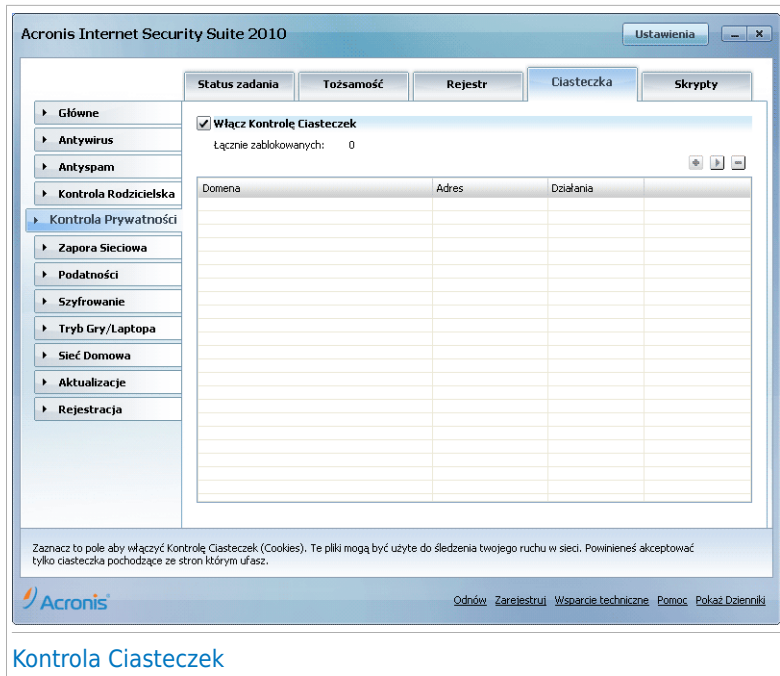 Acronis Internet Security Suite 2010
Ustawienia
Status zadania
Tożsamość
Rejestr
Ciasteczka
Skrypty
Główne
Antywirus
Antyspam
Kontrola Rodzicielska
Kontrola Prywatności
Zapora Sieciowa
Podatności
Szyfrowanie
Tryb Gry/Laptopa
Sieć Domowa
Aktualizacje
Rejestracja
Włącz Kontrolę Ciasteczek
Łącznie zablokowanych: 0
Domena Adres Działania
Zaznacz to pole aby włączyć Kontrolę Ciasteczek (Cookies). Te pliki mogą być użyte do śledzenia twojego ruchu w sieci. Powinieneś akceptować
tylko ciasteczka pochodzące ze stron którym ufasz.
Acronis
Odnów Zarejestruj Wsparcie techniczne Pomoc Pokaż Dzienniki
Kontrola Ciasteczek